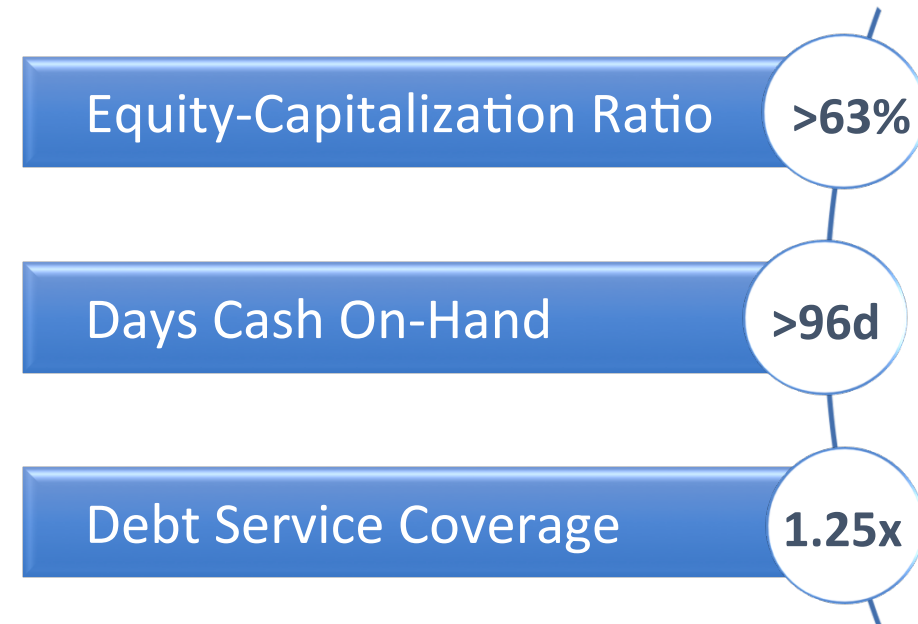 Equity-Capitalization Ratio >63%
Days Cash On-Hand >96d
Debt Service Coverage 1.25x